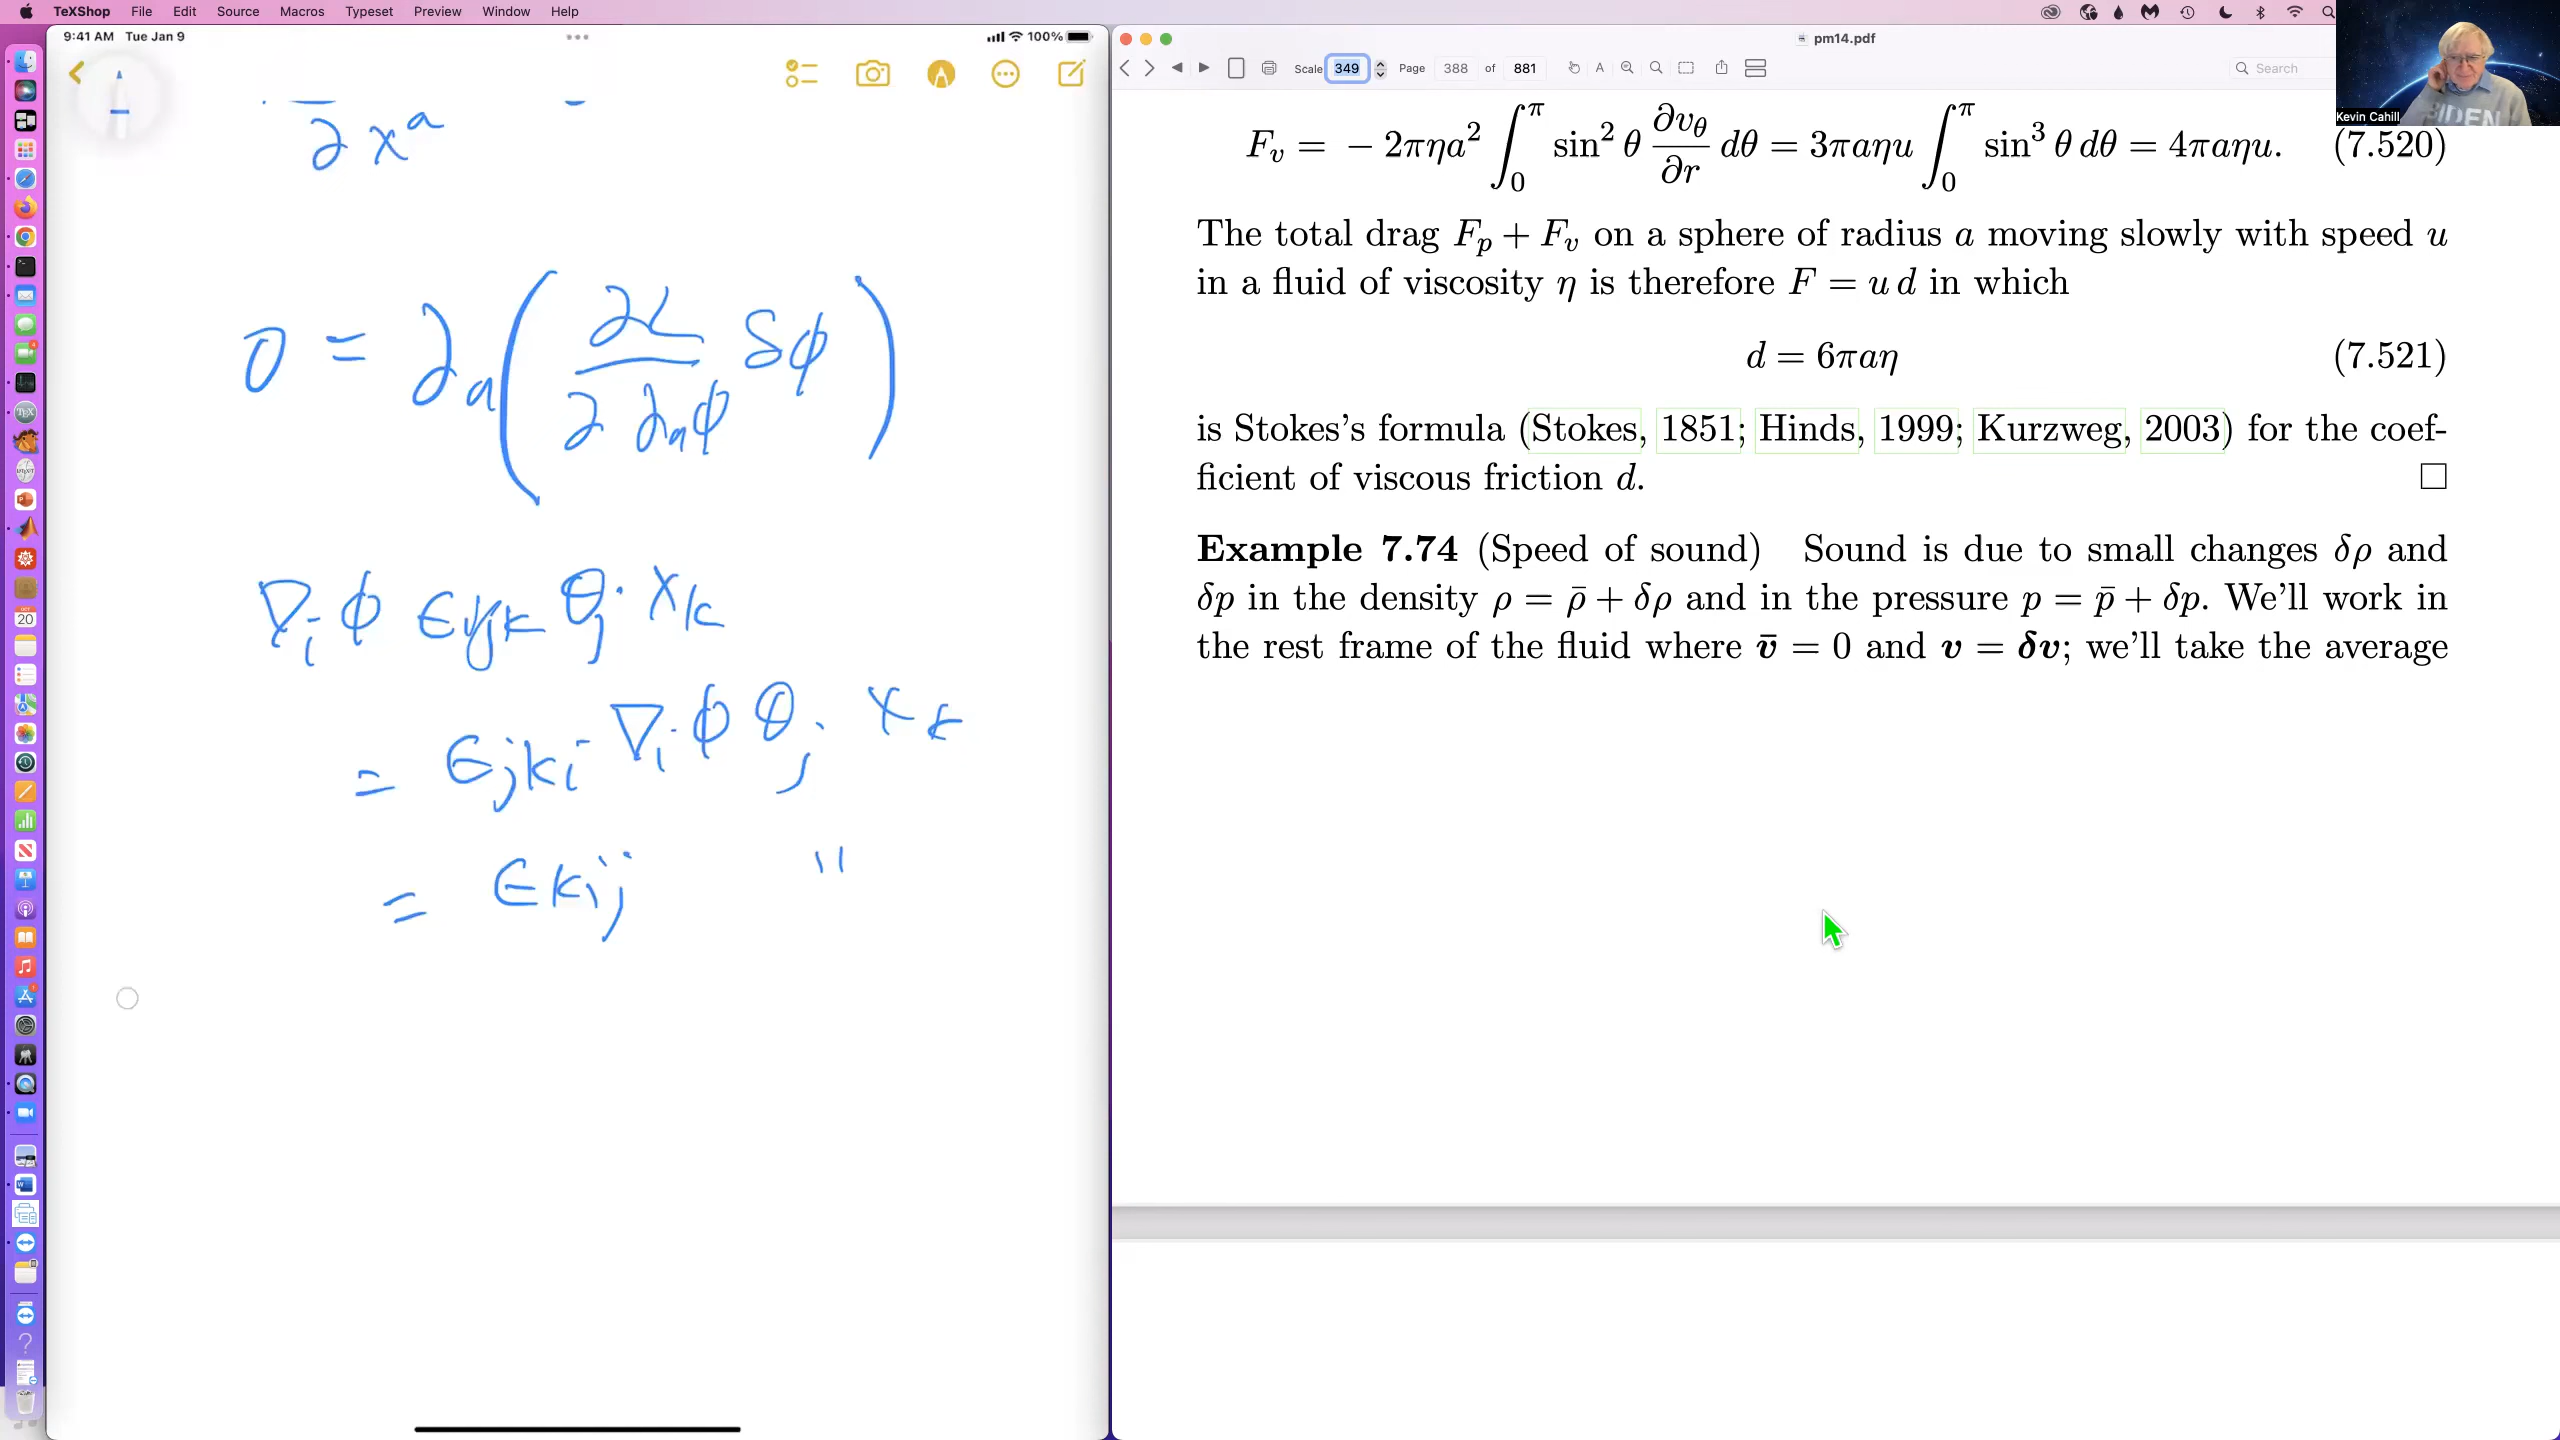 TeXShop File Edit Source Macros Typeset Preview Window Help
9:41 AM Tue Jan 9
100%
∂x^a
0 = ∂_a ( ∂L / ∂ ∂_a φ δφ )
∇_i φ ε_ijk θ_j x_k
= ε_jki ∇_i φ θ_j x_k
= ε_kij "
pm14.pdf
Scale 349 Page 388 of 881 Search
Kevin Cahill
F_v = − 2πηa² ∫_0^π sin² θ ∂v_θ/∂r dθ = 3πaηu ∫_0^π sin³ θ dθ = 4πaηu. (7.520)
The total drag F_p + F_v on a sphere of radius a moving slowly with speed u
in a fluid of viscosity η is therefore F = u d in which
d = 6πaη (7.521)
is Stokes's formula (Stokes, 1851; Hinds, 1999; Kurzweg, 2003) for the coef-
ficient of viscous friction d. □
Example 7.74 (Speed of sound) Sound is due to small changes δρ and
δp in the density ρ = ρ̄ + δρ and in the pressure p = p̄ + δp. We'll work in
the rest frame of the fluid where v̄ = 0 and v = δv; we'll take the average